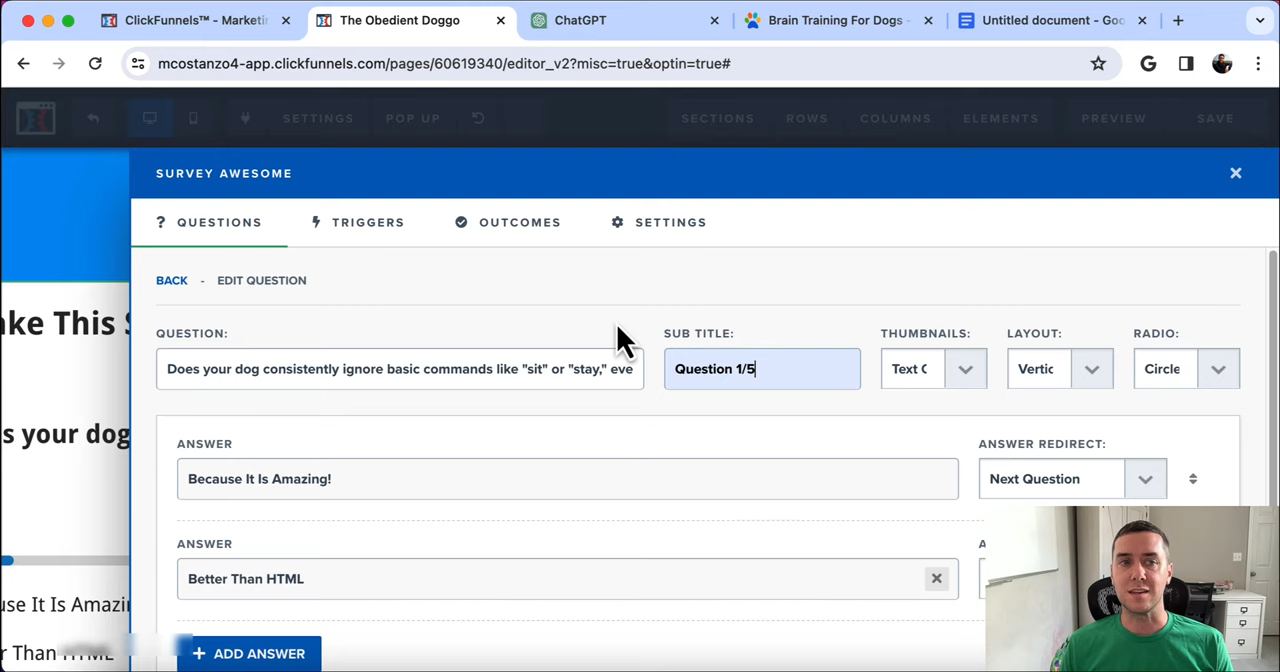 ClickFunnels™ - Marketi
The Obedient Doggo
ChatGPT
Brain Training For Dogs -
Untitled document - Goo
mcostanzo4-app.clickfunnels.com/pages/60619340/editor_v2?misc=true&optin=true#
SETTINGS
POP UP
SECTIONS
ROWS
COLUMNS
ELEMENTS
PREVIEW
SAVE
SURVEY AWESOME
QUESTIONS
TRIGGERS
OUTCOMES
SETTINGS
BACK - EDIT QUESTION
QUESTION:
SUB TITLE:
THUMBNAILS:
LAYOUT:
RADIO:
Does your dog consistently ignore basic commands like "sit" or "stay," eve
Question 1/5
Text C
Vertic
Circle
ake This S
s your dog
ANSWER
ANSWER REDIRECT:
Because It Is Amazing!
Next Question
ANSWER
A
Better Than HTML
use It Is Amazin
r Than HTML
+ ADD ANSWER